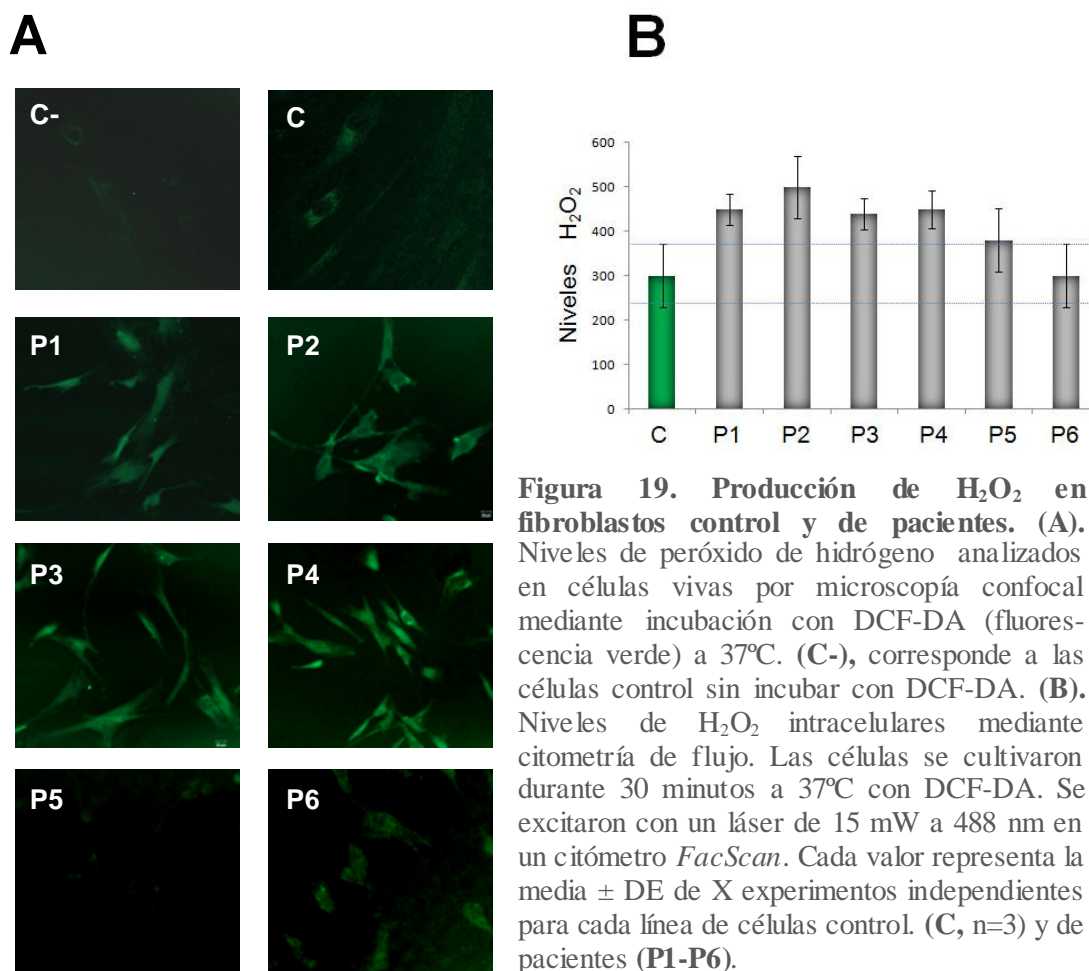 A
B
C-
C
P1
P2
P3
P4
P5
P6
Niveles H₂O₂
600
500
400
300
200
100
0
C P1 P2 P3 P4 P5 P6
Figura 19. Producción de H₂O₂ en
fibroblastos control y de pacientes. (A).
Niveles de peróxido de hidrógeno analizados
en células vivas por microscopía confocal
mediante incubación con DCF-DA (fluores-
cencia verde) a 37ºC. (C-), corresponde a las
células control sin incubar con DCF-DA. (B).
Niveles de H₂O₂ intracelulares mediante
citometría de flujo. Las células se cultivaron
durante 30 minutos a 37ºC con DCF-DA. Se
excitaron con un láser de 15 mW a 488 nm en
un citómetro FacScan. Cada valor representa la
media ± DE de X experimentos independientes
para cada línea de células control. (C, n=3) y de
pacientes (P1-P6).